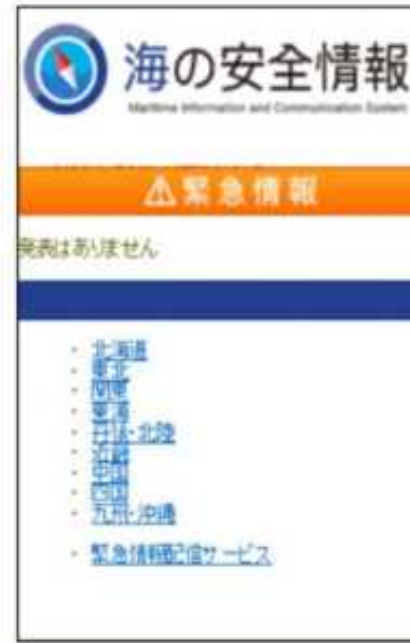 海の安全情報
Maritime Information and Communication System
⚠緊急情報
発表はありません
・北海道
・東北
・関東
・東海
・丹後・北陸
・近畿
・中国
・四国
・九州・沖縄
・緊急情報配信サービス